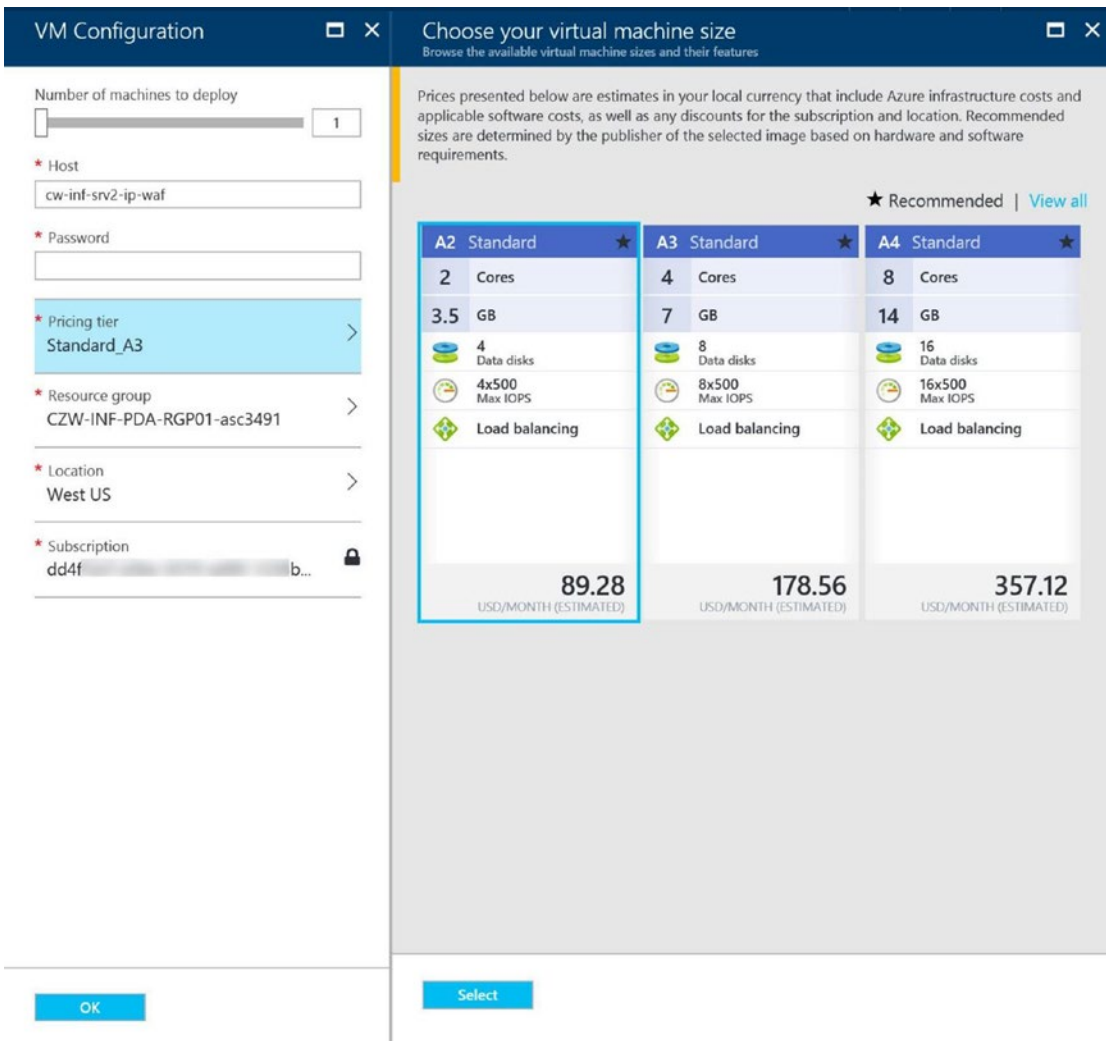 VM Configuration
Number of machines to deploy
1
* Host
cw-inf-srv2-ip-waf
* Password
* Pricing tier
Standard_A3
* Resource group
CZW-INF-PDA-RGP01-asc3491
* Location
West US
* Subscription
dd4f b...
OK
Choose your virtual machine size
Browse the available virtual machine sizes and their features
Prices presented below are estimates in your local currency that include Azure infrastructure costs and
applicable software costs, as well as any discounts for the subscription and location. Recommended
sizes are determined by the publisher of the selected image based on hardware and software
requirements.
★ Recommended | View all
A2 Standard ★
2 Cores
3.5 GB
4
Data disks
4x500
Max IOPS
Load balancing
89.28
USD/MONTH (ESTIMATED)
A3 Standard ★
4 Cores
7 GB
8
Data disks
8x500
Max IOPS
Load balancing
178.56
USD/MONTH (ESTIMATED)
A4 Standard ★
8 Cores
14 GB
16
Data disks
16x500
Max IOPS
Load balancing
357.12
USD/MONTH (ESTIMATED)
Select